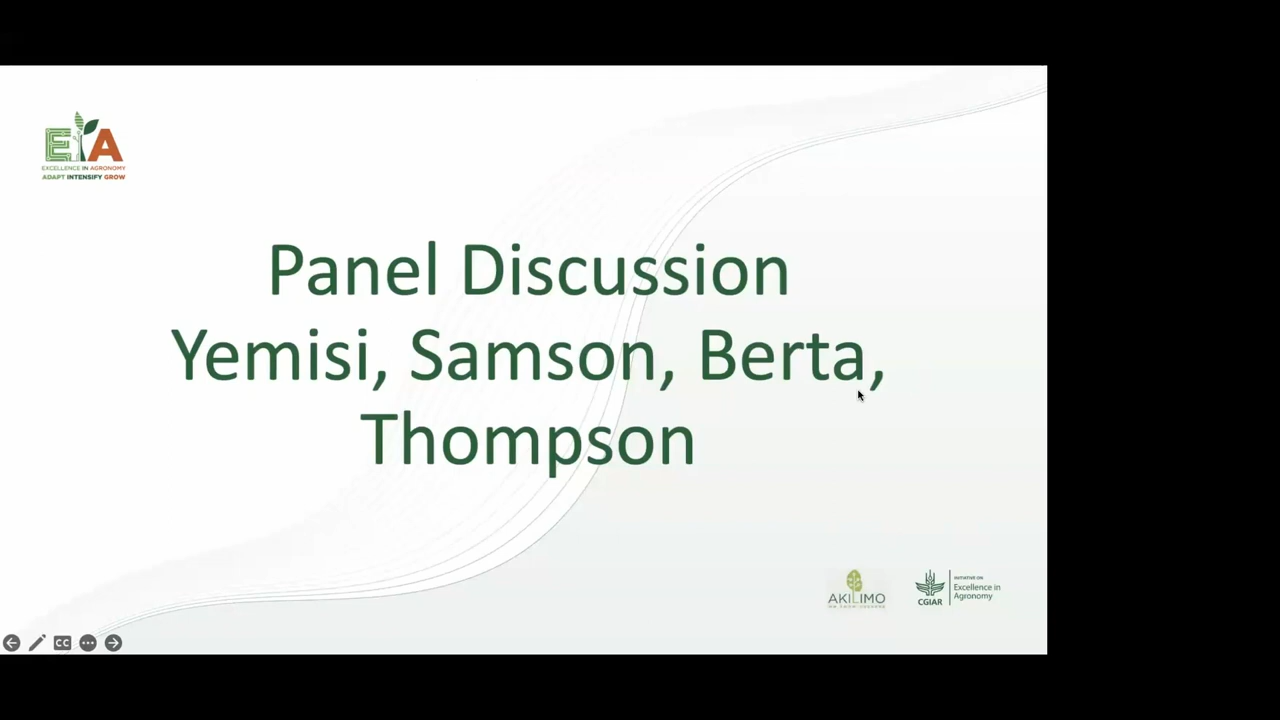 EiA
EXCELLENCE IN AGRONOMY
ADAPT INTENSIFY GROW
Panel Discussion
Yemisi, Samson, Berta,
Thompson
AKILIMO
CGIAR
INITIATIVE ON
Excellence in
Agronomy
CC